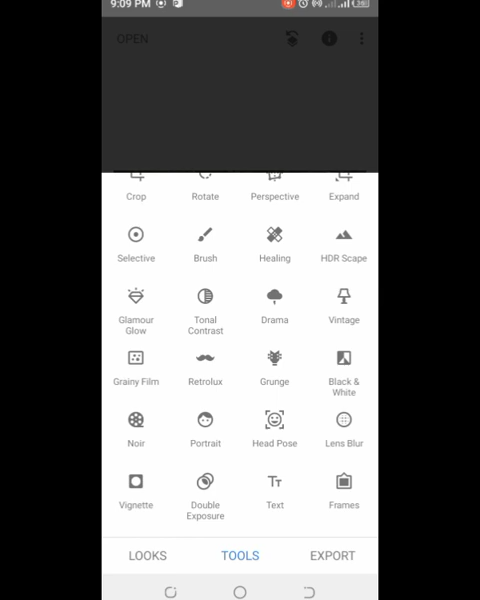 9:09 PM
OPEN
Crop Rotate Perspective Expand
Selective Brush Healing HDR Scape
Glamour Glow Tonal Contrast Drama Vintage
Grainy Film Retrolux Grunge Black & White
Noir Portrait Head Pose Lens Blur
Vignette Double Exposure Text Frames
LOOKS TOOLS EXPORT